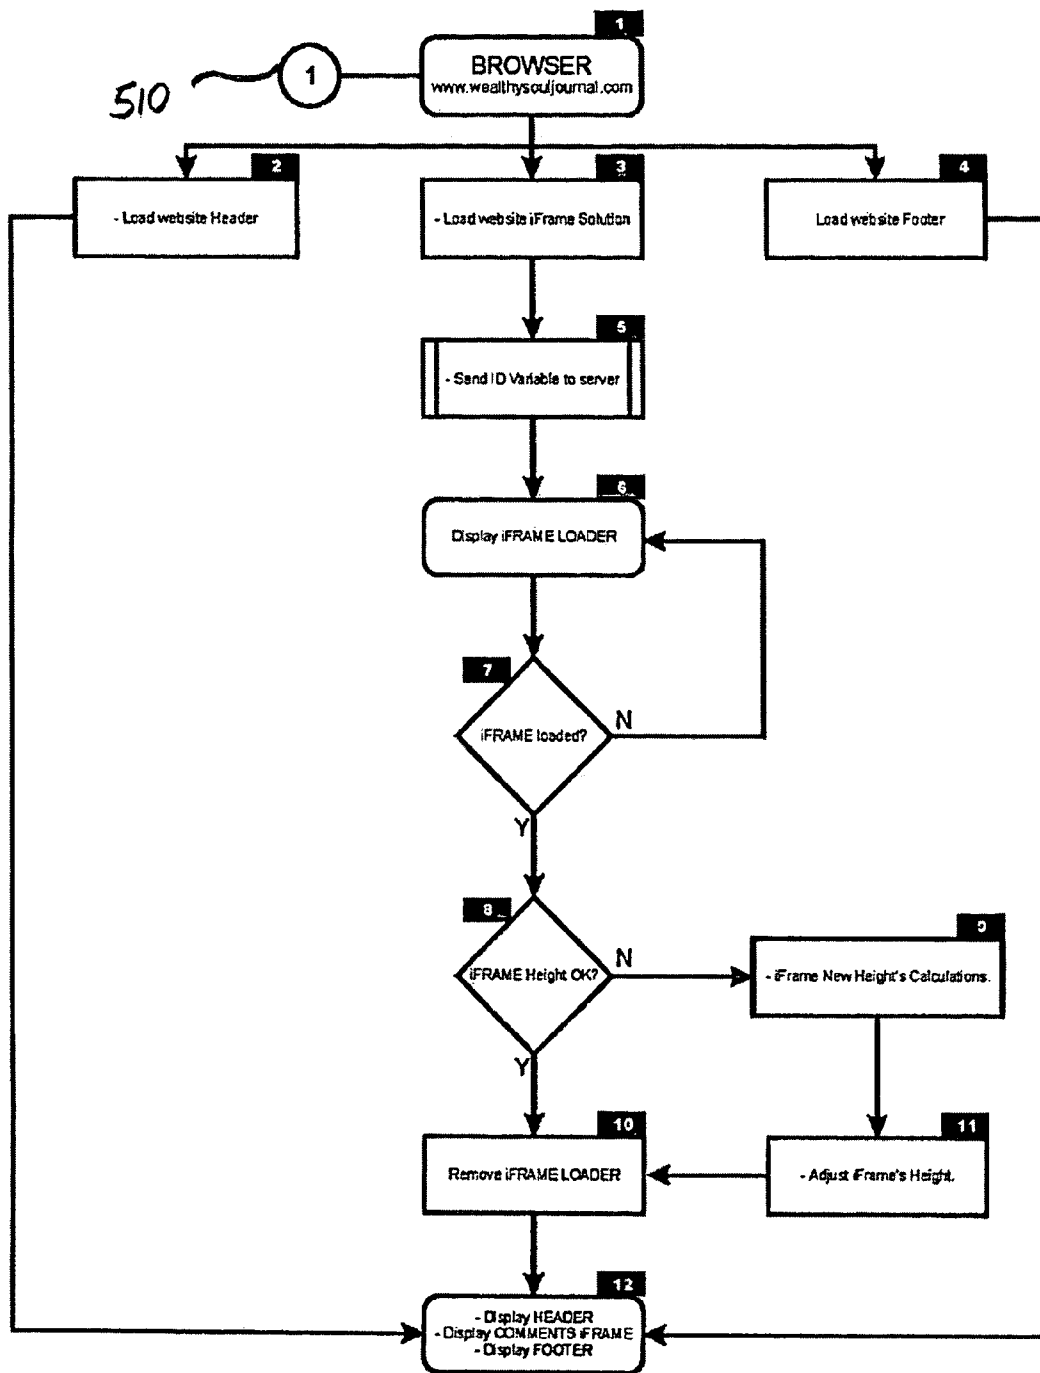 1
BROWSER
www.wealthysouljournal.com
1
510
2
- Load website Header
3
- Load website iFrame Solution
4
Load website Footer
5
- Send ID Variable to server
6
Display iFRAME LOADER
7
iFRAME loaded?
N
Y
8
iFRAME Height OK?
N
Y
9
- iFrame New Height's Calculations.
10
Remove iFRAME LOADER
11
- Adjust iFrame's Height.
12
- Display HEADER
- Display COMMENTS iFRAME
- Display FOOTER